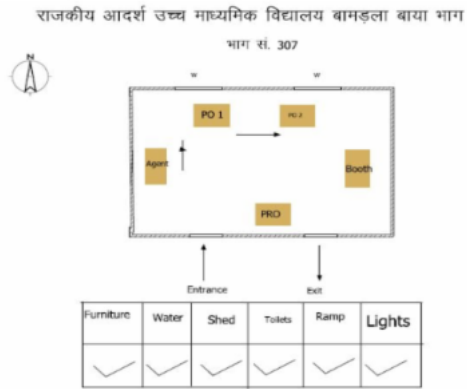 राजकीय आदर्श उच्च माध्यमिक विद्यालय बामड़ला बाया भाग
भाग सं. 307
N
W W
PO 1 PO 2
Agent Booth
PRO
Entrance Exit
Furniture Water Shed Toilets Ramp Lights